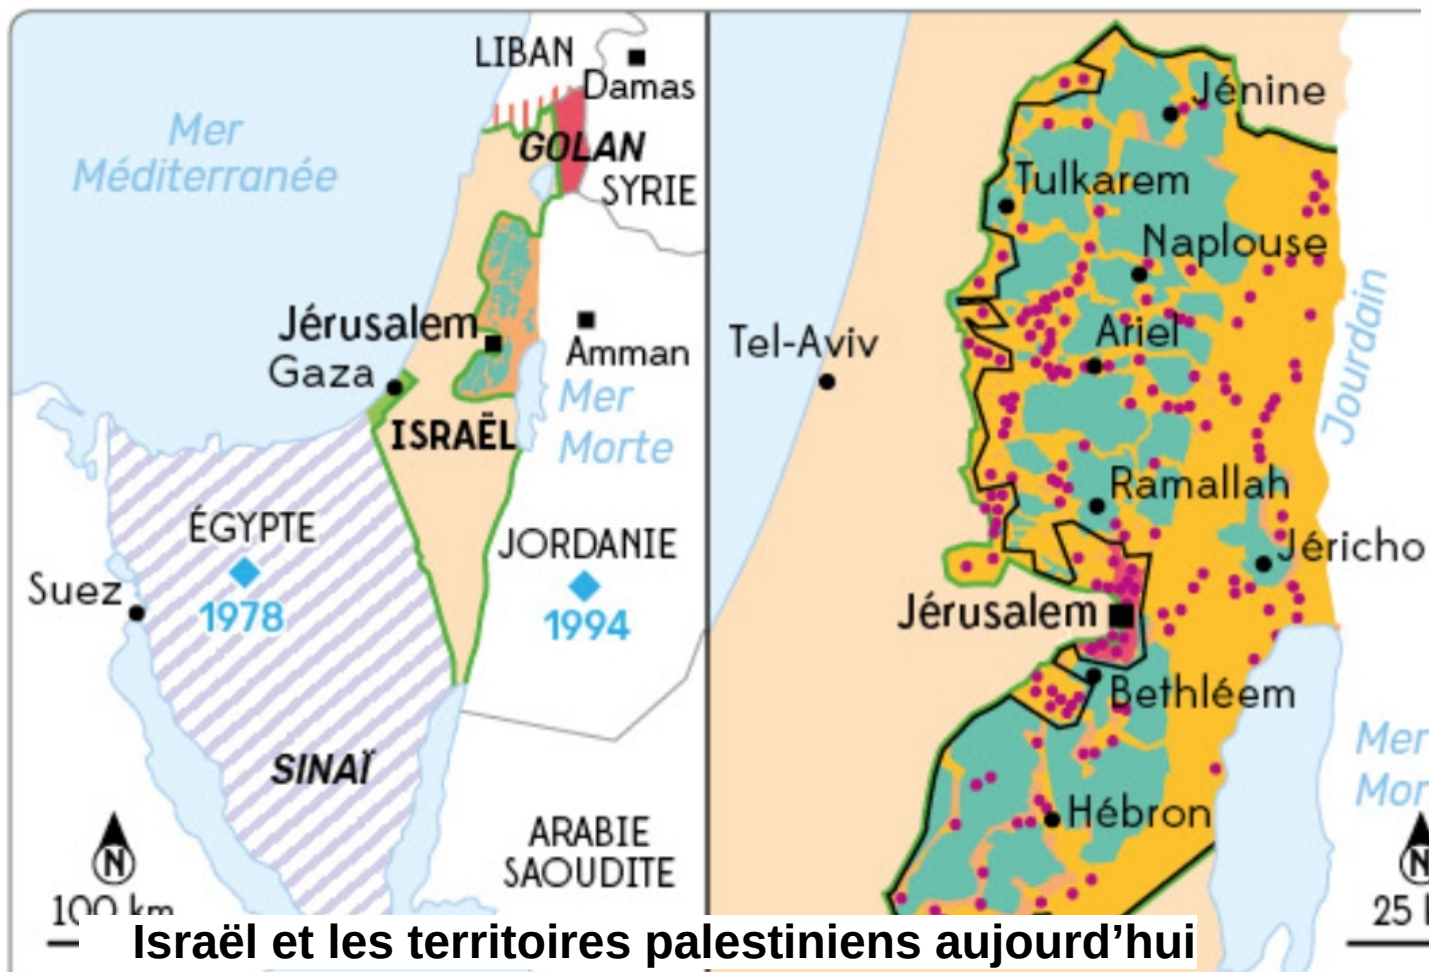 LIBAN
Damas
Mer
Méditerranée
GOLAN
SYRIE
Jérusalem
Gaza
Amman
Mer
Morte
ISRAËL
ÉGYPTE
1978
JORDANIE
1994
Suez
SINAÏ
ARABIE
SAOUDITE
N
100 km
Jénine
Tulkarem
Naplouse
Tel-Aviv
Ariel
Jourdain
Ramallah
Jéricho
Jérusalem
Bethléem
Mer
Mor
Hébron
N
25
Israël et les territoires palestiniens aujourd’hui